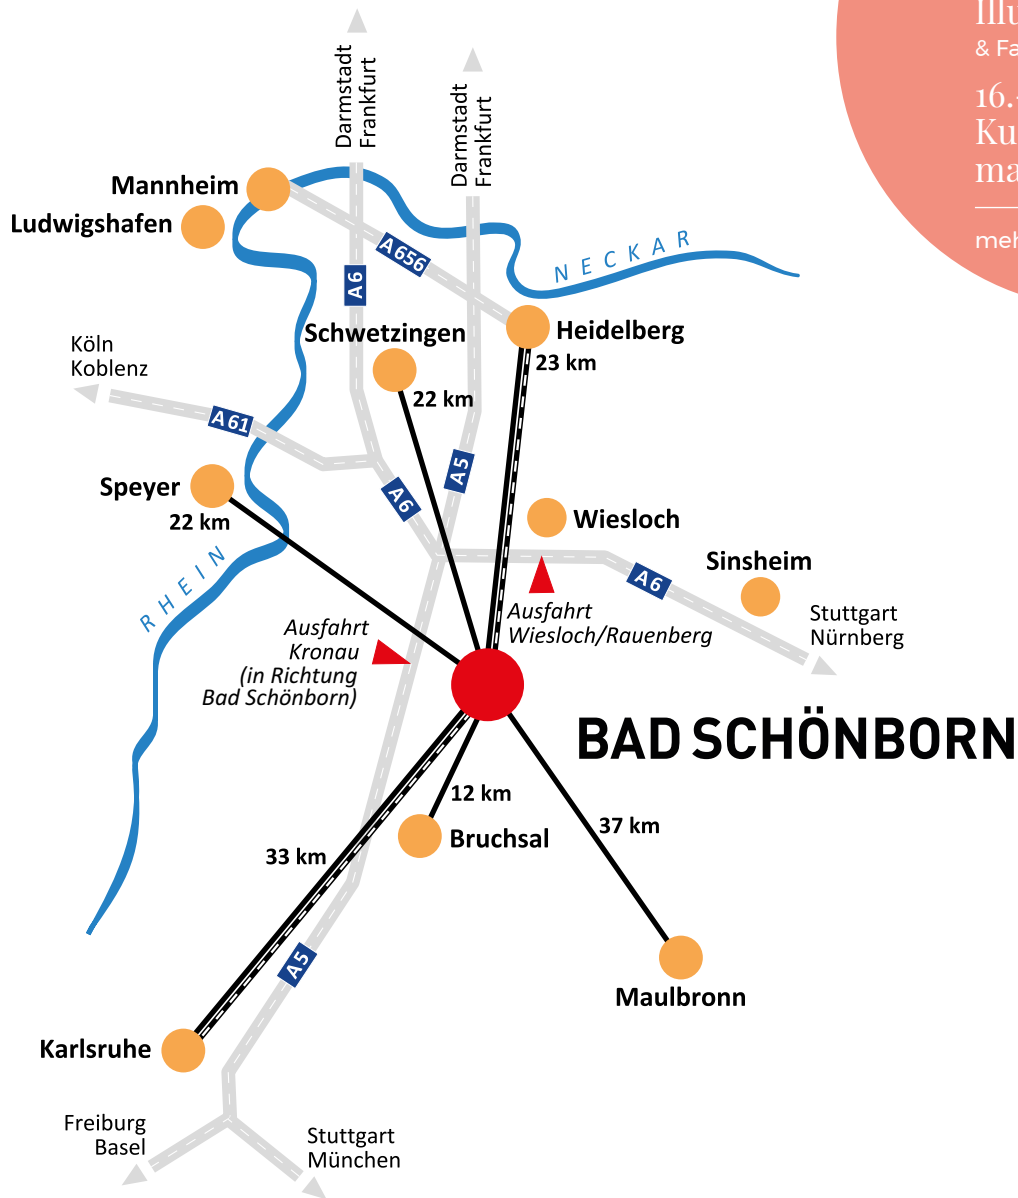 Darmstadt
Frankfurt
Darmstadt
Frankfurt
& Fa
16.
Ku
ma
meh
Mannheim
Ludwigshafen
A 656
NECKAR
A6
Schwetzingen
22 km
Heidelberg
23 km
Köln
Koblenz
A 61
A5
A6
Speyer
22 km
RHEIN
Wiesloch
Sinsheim
A6
Stuttgart
Nürnberg
Ausfahrt
Wiesloch/Rauenberg
Ausfahrt
Kronau
(in Richtung
Bad Schönborn)
BAD SCHÖNBORN
12 km
Bruchsal
37 km
33 km
A5
Maulbronn
Karlsruhe
Freiburg
Basel
Stuttgart
München